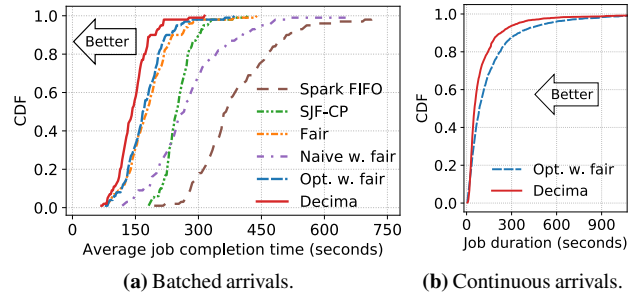 1.0
0.8
0.6
0.4
0.2
0.0
CDF
Better
Spark FIFO
SJF-CP
Fair
Naive w. fair
Opt. w. fair
Decima
0 150 300 450 600 750
Average job completion time (seconds)
(a) Batched arrivals.
1.0
0.8
0.6
0.4
0.2
0.0
CDF
Better
Opt. w. fair
Decima
0 300 600 900
Job duration (seconds)
(b) Continuous arrivals.